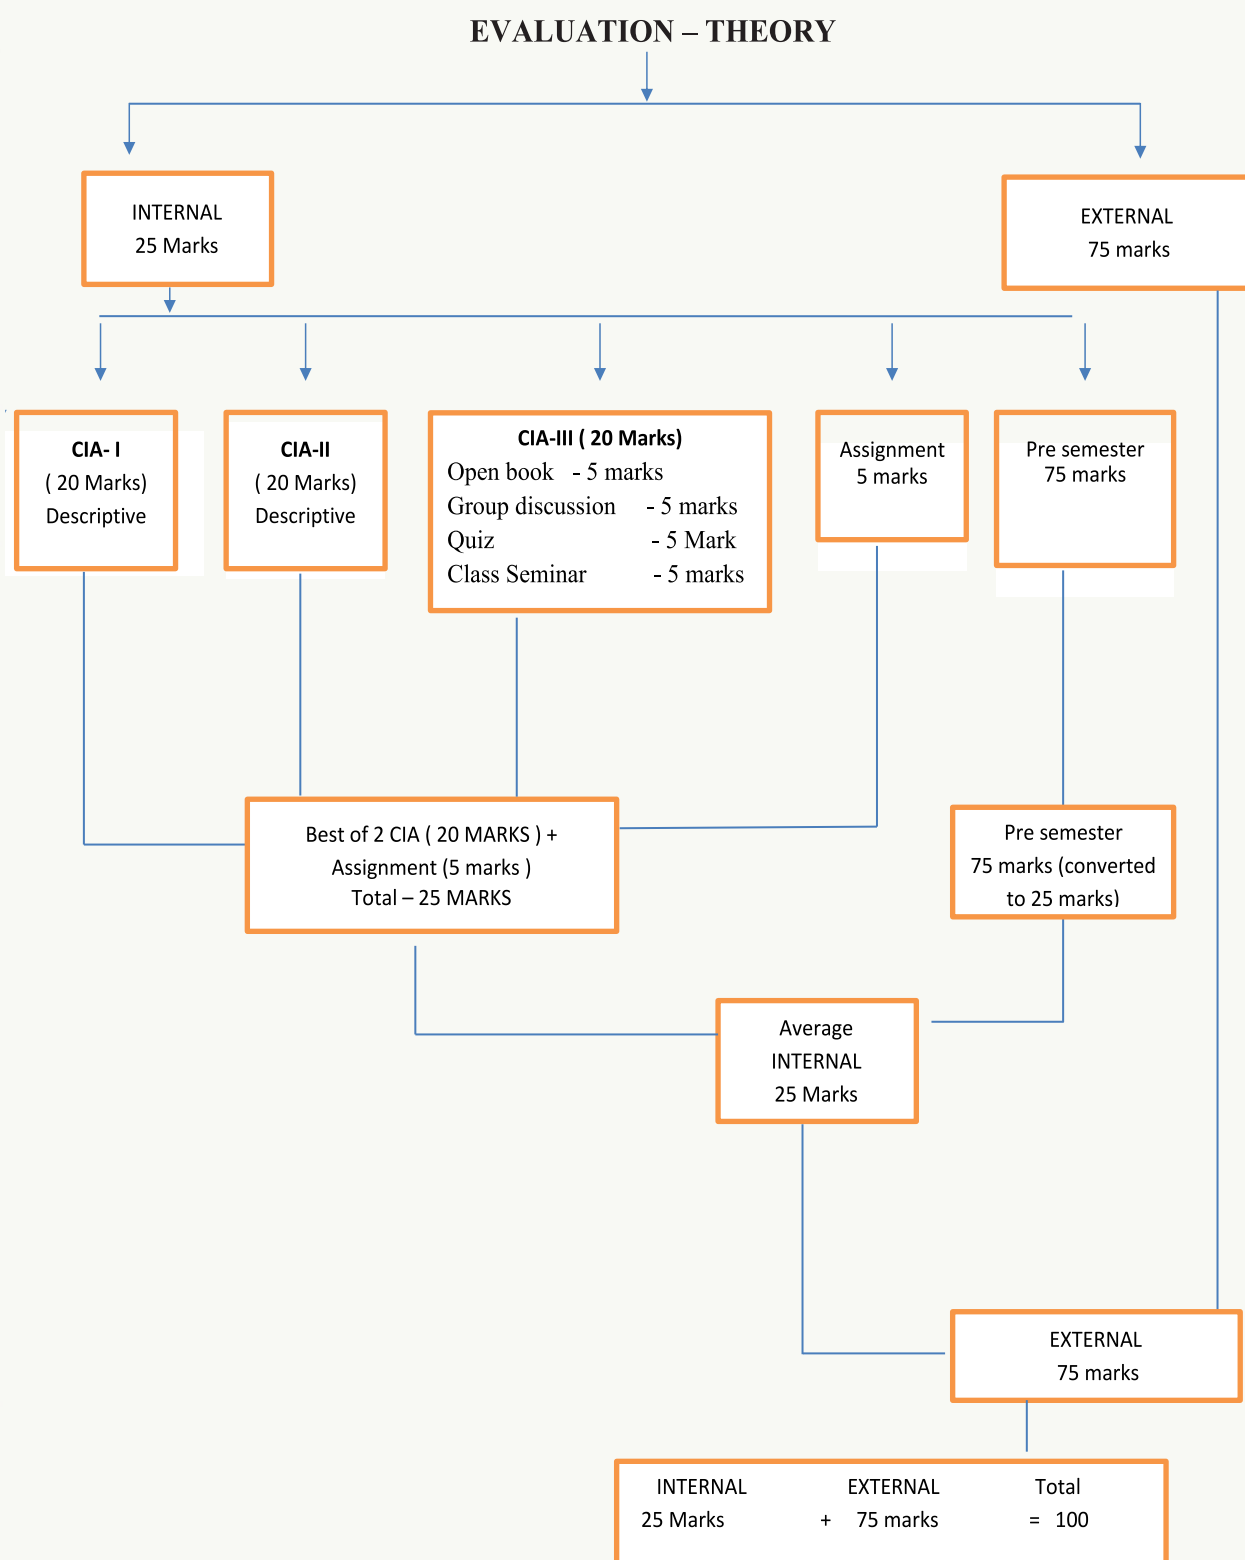 EVALUATION – THEORY
INTERNAL
25 Marks
EXTERNAL
75 marks
CIA- I
( 20 Marks)
Descriptive
CIA-II
( 20 Marks)
Descriptive
CIA-III ( 20 Marks)
Open book - 5 marks
Group discussion - 5 marks
Quiz - 5 Mark
Class Seminar - 5 marks
Assignment
5 marks
Pre semester
75 marks
Best of 2 CIA ( 20 MARKS ) +
Assignment (5 marks )
Total – 25 MARKS
Pre semester
75 marks (converted
to 25 marks)
Average
INTERNAL
25 Marks
EXTERNAL
75 marks
INTERNAL EXTERNAL Total
25 Marks + 75 marks = 100